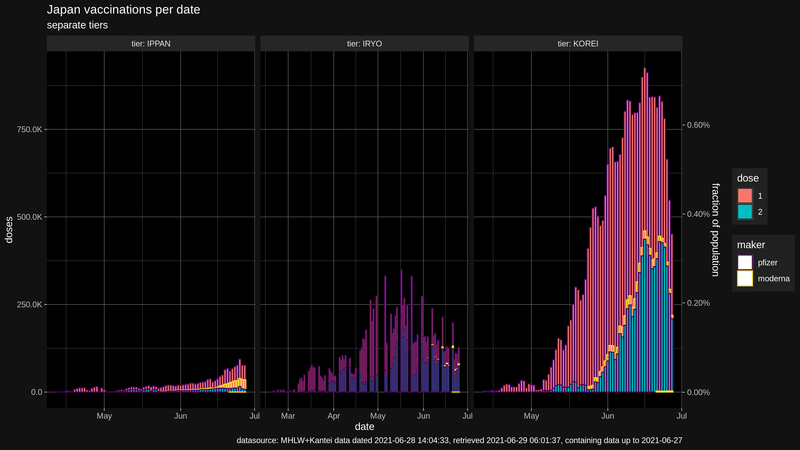 Japan vaccinations per date
separate tiers
tier: IPPAN
tier: IRYO
tier: KOREI
750.0K
500.0K
250.0K
0.0
doses
May
Jun
Jul
Mar
Apr
May
Jun
Jul
May
Jun
Jul
date
0.60%
0.40%
0.20%
0.00%
fraction of population
dose
1
2
maker
pfizer
moderna
datasource: MHLW+Kantei data dated 2021-06-28 14:04:33, retrieved 2021-06-29 06:01:37, containing data up to 2021-06-27